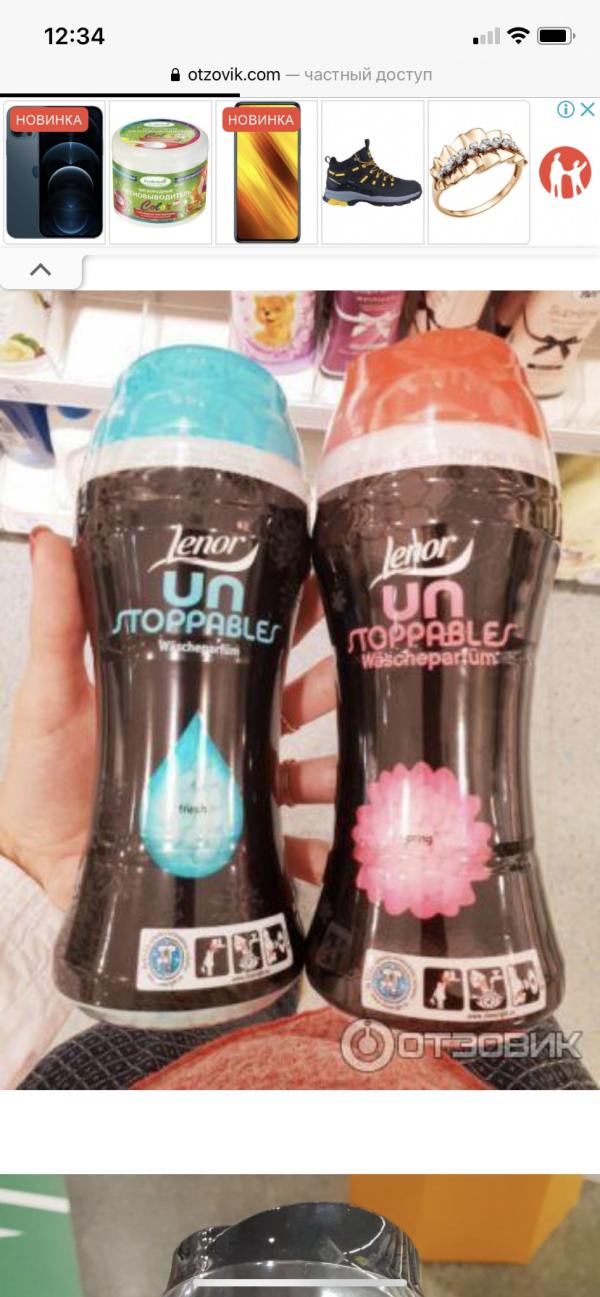 12:34
otzovik.com — частный доступ
НОВИНКА
НОВИНКА
Lenor
un
STOPPABLES
Wäscheparfüm
fresh
Lenor
un
STOPPABLES
Wäscheparfüm
spring
ОТЗОВИК